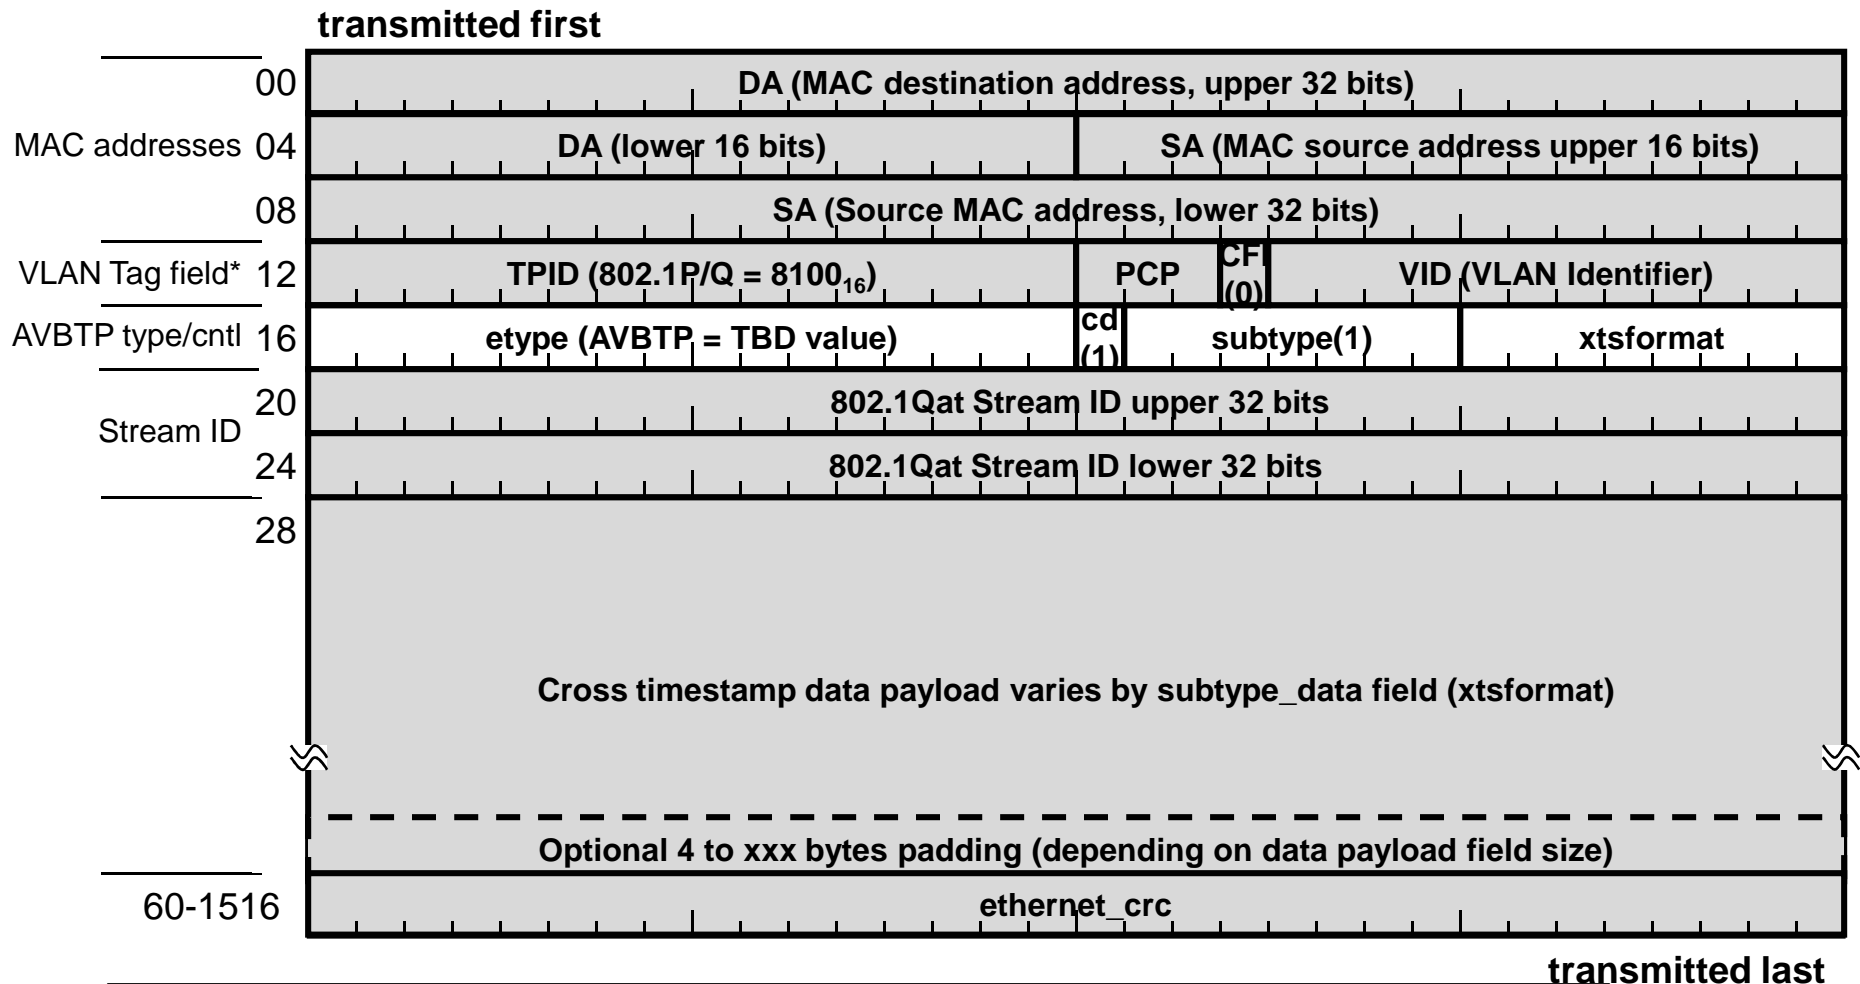 transmitted first
00 DA (MAC destination address, upper 32 bits)
MAC addresses 04 DA (lower 16 bits) SA (MAC source address upper 16 bits)
08 SA (Source MAC address, lower 32 bits)
VLAN Tag field* 12 TPID (802.1P/Q = 8100₁₆) PCP CFI (0) VID (VLAN Identifier)
AVBTP type/cntl 16 etype (AVBTP = TBD value) cd (1) subtype(1) xtsformat
20 802.1Qat Stream ID upper 32 bits
Stream ID
24 802.1Qat Stream ID lower 32 bits
28
Cross timestamp data payload varies by subtype_data field (xtsformat)
Optional 4 to xxx bytes padding (depending on data payload field size)
60-1516 ethernet_crc
transmitted last